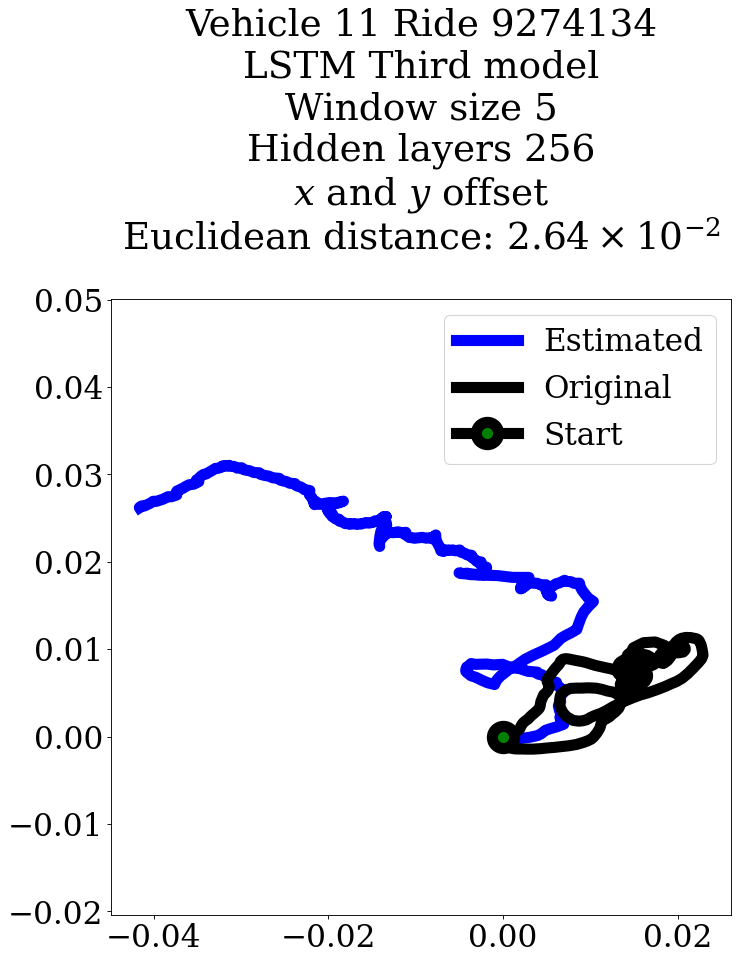 Vehicle 11 Ride 9274134
LSTM Third model
Window size 5
Hidden layers 256
x and y offset
Euclidean distance: 2.64 × 10⁻²
Estimated
Original
Start
0.05
0.04
0.03
0.02
0.01
0.00
−0.01
−0.02
−0.04 −0.02 0.00 0.02